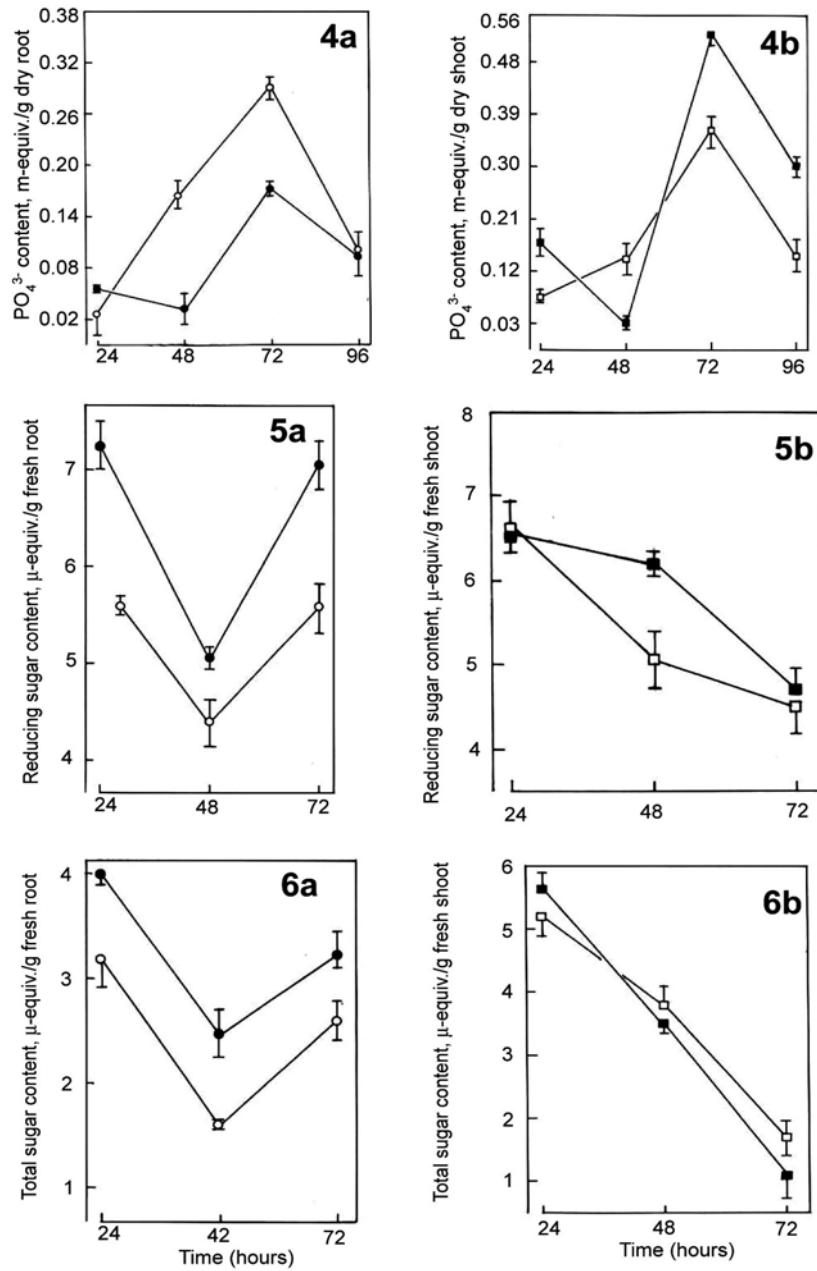 4a
PO₄³⁻ content, m-equiv./g dry root
0.38
0.32
0.26
0.20
0.14
0.08
0.02
24 48 72 96
4b
PO₄³⁻ content, m-equiv./g dry shoot
0.56
0.48
0.39
0.30
0.21
0.12
0.03
24 48 72 96
5a
Reducing sugar content, μ-equiv./g fresh root
7
6
5
4
24 48 72
5b
Reducing sugar content, μ-equiv./g fresh shoot
8
7
6
5
4
24 48 72
6a
Total sugar content, μ-equiv./g fresh root
4
3
2
1
24 42 72
Time (hours)
6b
Total sugar content, μ-equiv./g fresh shoot
6
5
4
3
2
1
24 48 72
Time (hours)